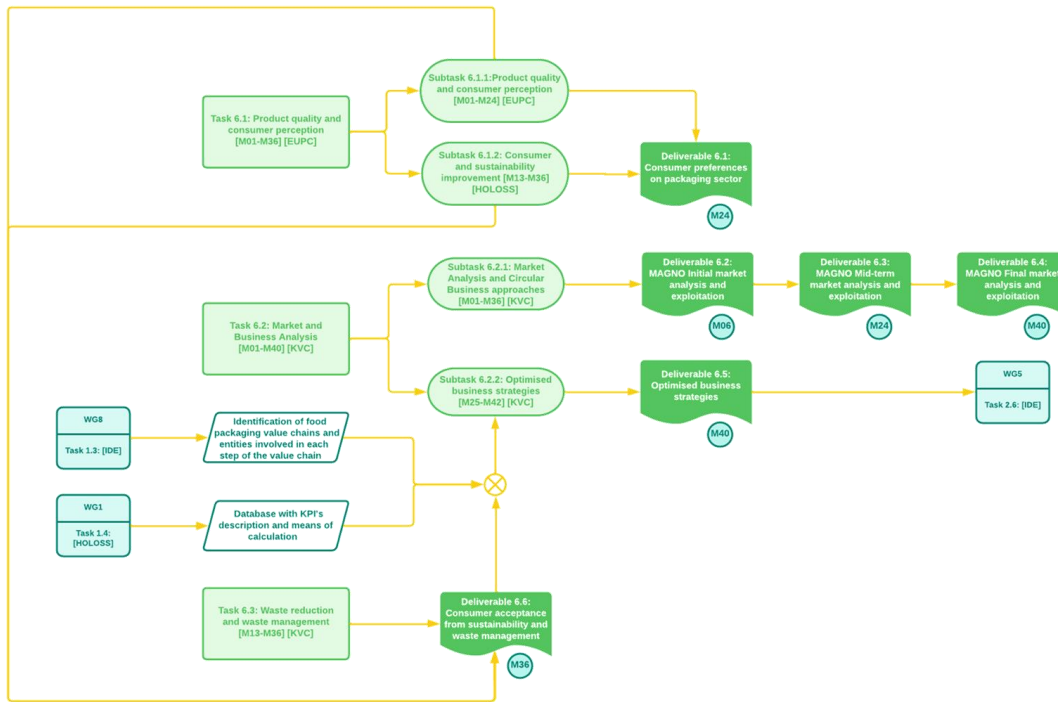 Subtask 6.1.1:Product quality
and consumer perception
[M01-M24] [EUPC]
Task 6.1: Product quality and
consumer perception
[M01-M36] [EUPC]
Subtask 6.1.2: Consumer
and sustainability
improvement [M13-M36]
[HOLOSS]
Deliverable 6.1:
Consumer preferences
on packaging sector
M24
Subtask 6.2.1: Market
Analysis and Circular
Business approaches
[M01-M36] [KVC]
Deliverable 6.2:
MAGNO Initial market
analysis and
exploitation
M06
Deliverable 6.3:
MAGNO Mid-term
market analysis and
exploitation
M24
Deliverable 6.4:
MAGNO Final market
analysis and
exploitation
M40
Task 6.2: Market and
Business Analysis
[M01-M40] [KVC]
Subtask 6.2.2: Optimised
business strategies
[M25-M42] [KVC]
Deliverable 6.5:
Optimised business
strategies
M40
WG5
Task 2.6: [IDE]
WG8
Task 1.3: [IDE]
Identification of food
packaging value chains and
entities involved in each
step of the value chain
WG1
Task 1.4:
[HOLOSS]
Database with KPI's
description and means of
calculation
Task 6.3: Waste reduction
and waste management
[M13-M36] [KVC]
Deliverable 6.6:
Consumer acceptance
from sustainability and
waste management
M36